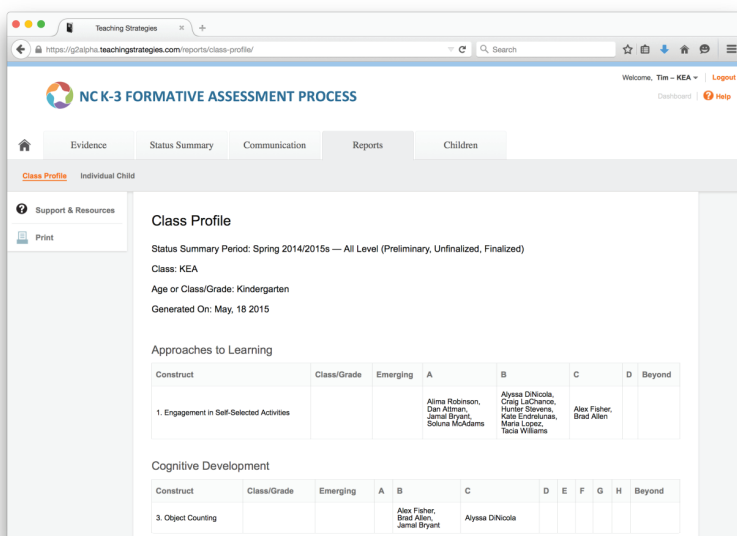 Teaching Strategies × +
https://g2alpha.teachingstrategies.com/reports/class-profile/ Search
Welcome, Tim – KEA Logout
NC K-3 FORMATIVE ASSESSMENT PROCESS
Dashboard ? Help
Evidence Status Summary Communication Reports Children
Class Profile Individual Child
? Support & Resources
Print
Class Profile
Status Summary Period: Spring 2014/2015s — All Level (Preliminary, Unfinalized, Finalized)
Class: KEA
Age or Class/Grade: Kindergarten
Generated On: May, 18 2015
Approaches to Learning
Construct Class/Grade Emerging A B C D Beyond
1. Engagement in Self-Selected Activities
Alima Robinson,
Dan Attman,
Jamal Bryant,
Soluna McAdams
Alyssa DiNicola,
Craig LaChance,
Hunter Stevens,
Kate Endrelunas,
Maria Lopez,
Tacia Williams
Alex Fisher,
Brad Allen
Cognitive Development
Construct Class/Grade Emerging A B C D E F G H Beyond
3. Object Counting
Alex Fisher,
Brad Allen,
Jamal Bryant
Alyssa DiNicola